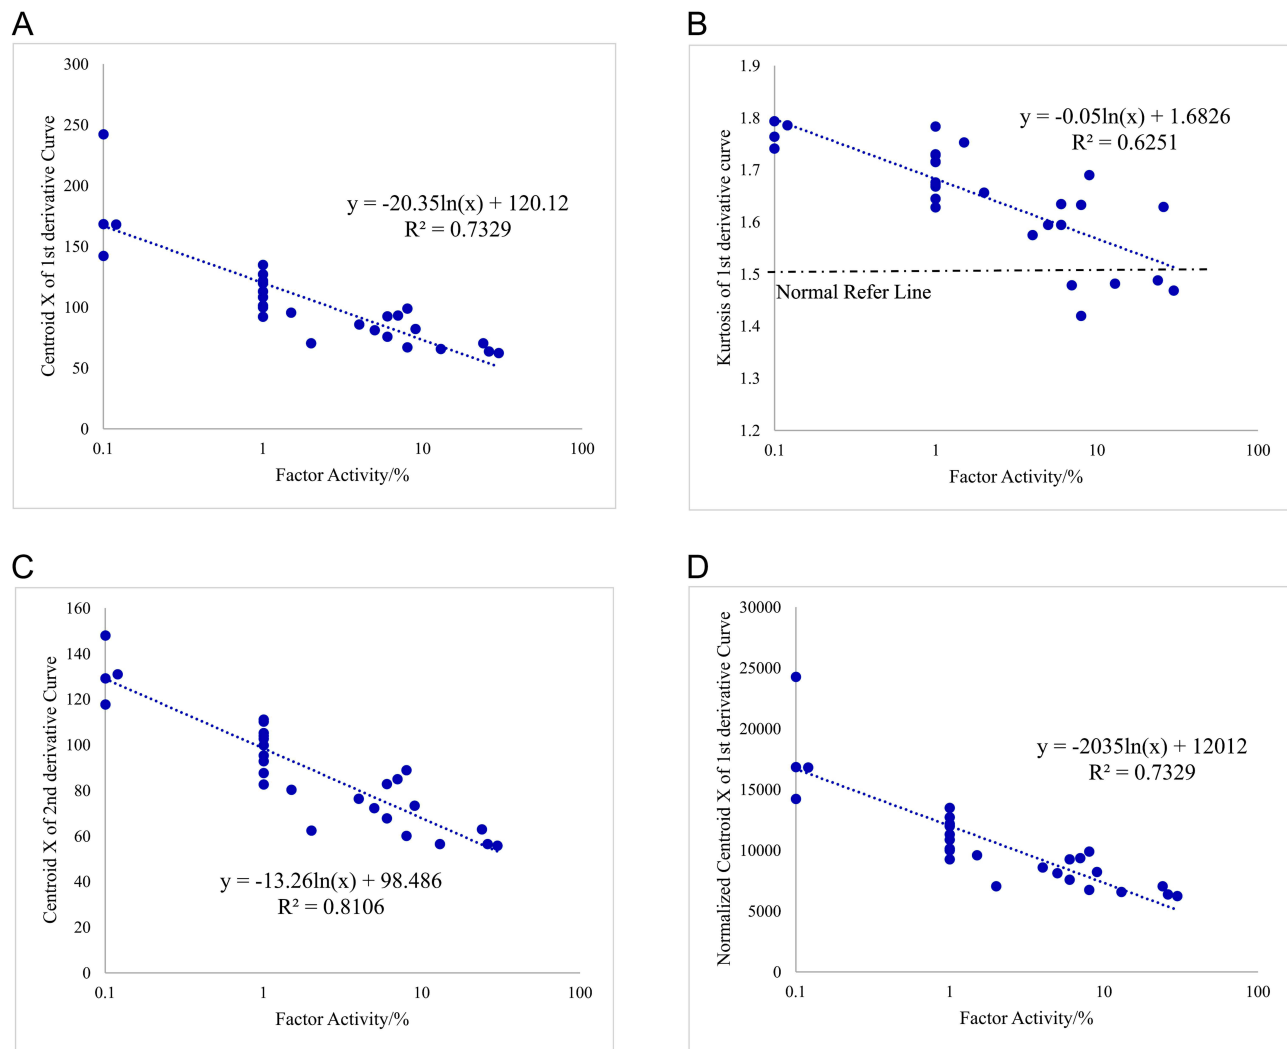 A
300
250
200
150
100
50
0
0.1 1 10 100
Centroid X of 1st derivative Curve
Factor Activity/%
y = -20.35ln(x) + 120.12
R² = 0.7329
B
1.9
1.8
1.7
1.6
1.5
1.4
1.3
1.2
0.1 1 10 100
Kurtosis of 1st derivative curve
Factor Activity/%
y = -0.05ln(x) + 1.6826
R² = 0.6251
Normal Refer Line
C
160
140
120
100
80
60
40
20
0
0.1 1 10 100
Centroid X of 2nd derivative Curve
Factor Activity/%
y = -13.26ln(x) + 98.486
R² = 0.8106
D
30000
25000
20000
15000
10000
5000
0
0.1 1 10 100
Normalized Centroid X of 1st derivative Curve
Factor Activity/%
y = -2035ln(x) + 12012
R² = 0.7329